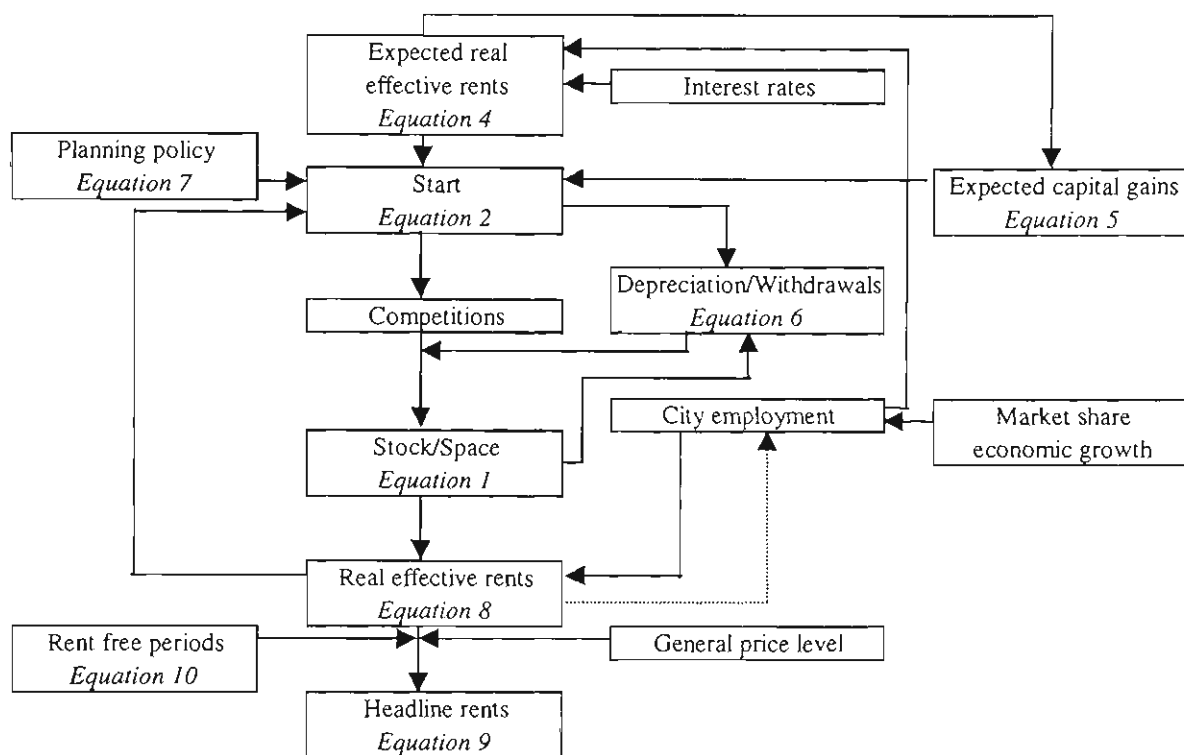 Expected real
effective rents
Equation 4
Interest rates
Planning policy
Equation 7
Start
Equation 2
Expected capital gains
Equation 5
Depreciation/Withdrawals
Equation 6
Competitions
City employment
Market share
economic growth
Stock/Space
Equation 1
Real effective rents
Equation 8
Rent free periods
Equation 10
General price level
Headline rents
Equation 9